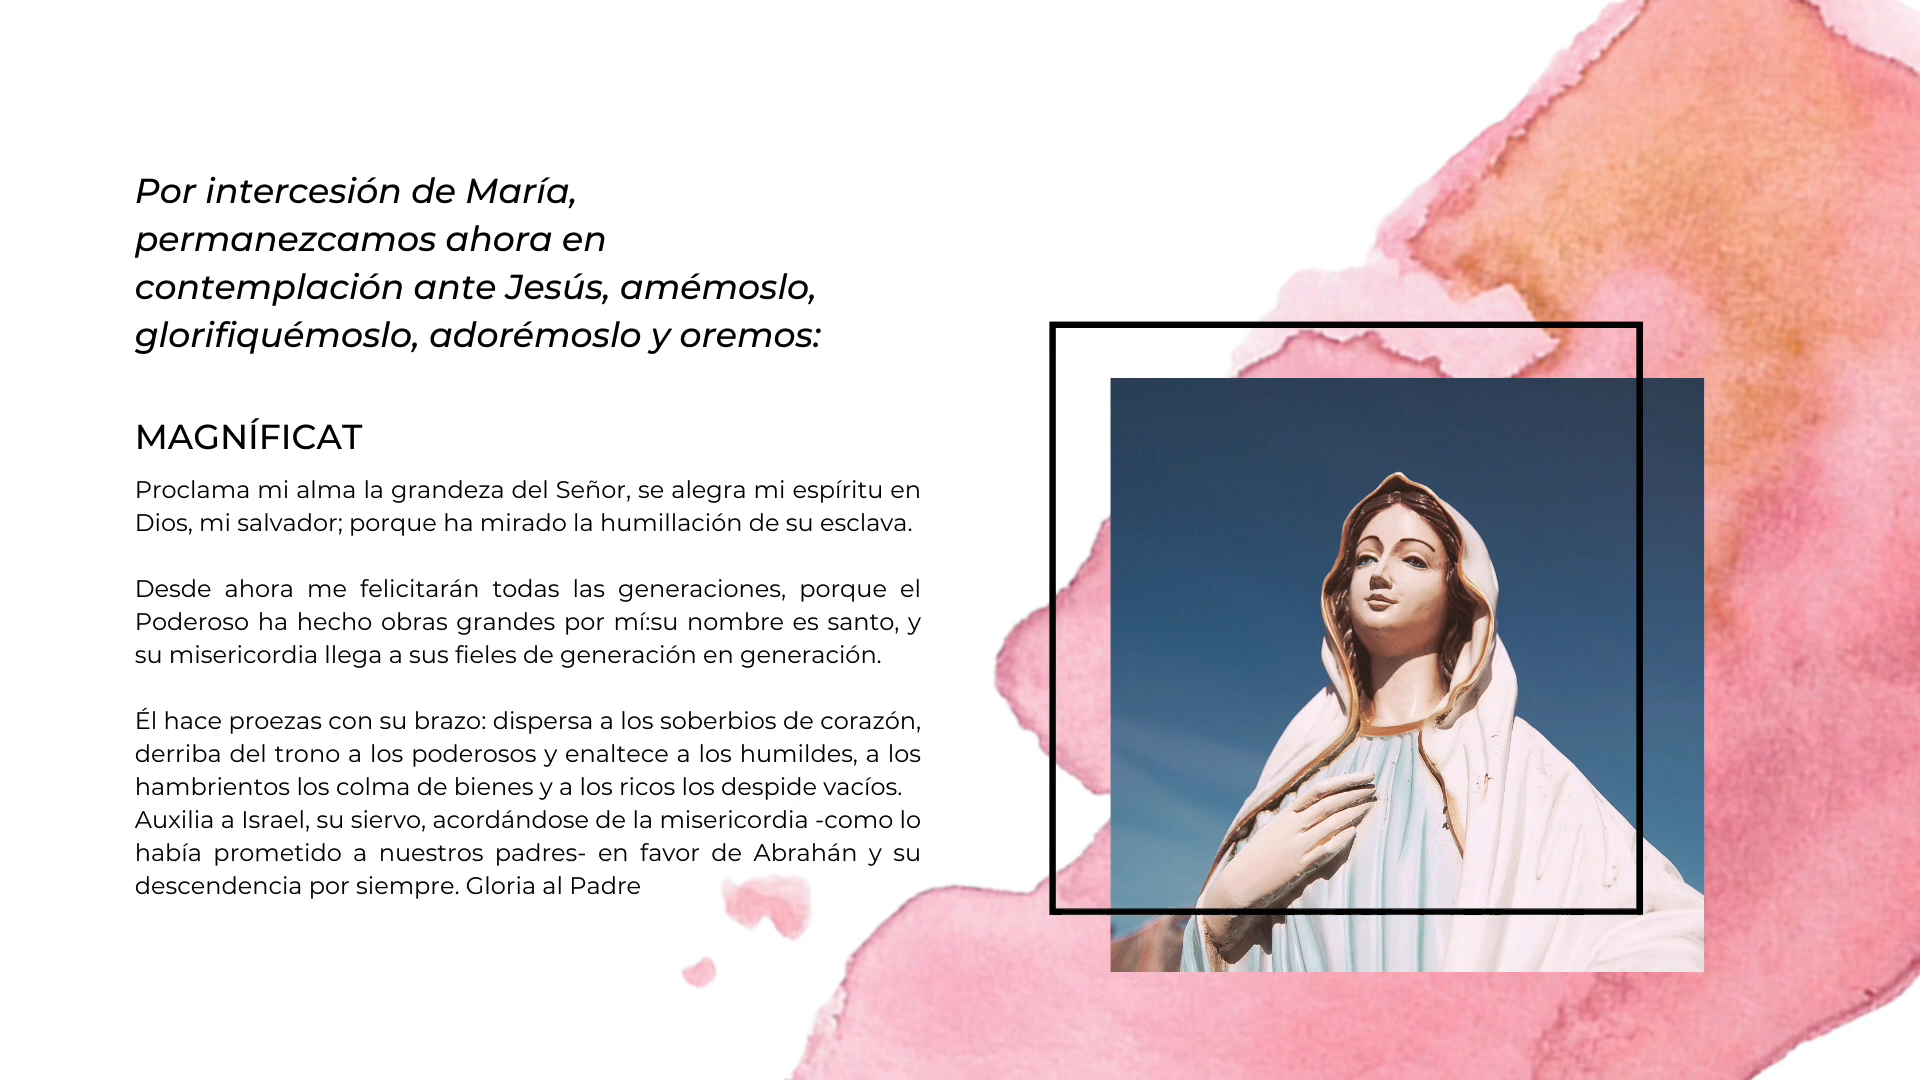 Por intercesión de María,
permanezcamos ahora en
contemplación ante Jesús, amémoslo,
glorifiquémoslo, adorémoslo y oremos:
MAGNÍFICAT
Proclama mi alma la grandeza del Señor, se alegra mi espíritu en
Dios, mi salvador; porque ha mirado la humillación de su esclava.
Desde ahora me felicitarán todas las generaciones, porque el
Poderoso ha hecho obras grandes por mí:su nombre es santo, y
su misericordia llega a sus fieles de generación en generación.
Él hace proezas con su brazo: dispersa a los soberbios de corazón,
derriba del trono a los poderosos y enaltece a los humildes, a los
hambrientos los colma de bienes y a los ricos los despide vacíos.
Auxilia a Israel, su siervo, acordándose de la misericordia -como lo
había prometido a nuestros padres- en favor de Abrahán y su
descendencia por siempre. Gloria al Padre